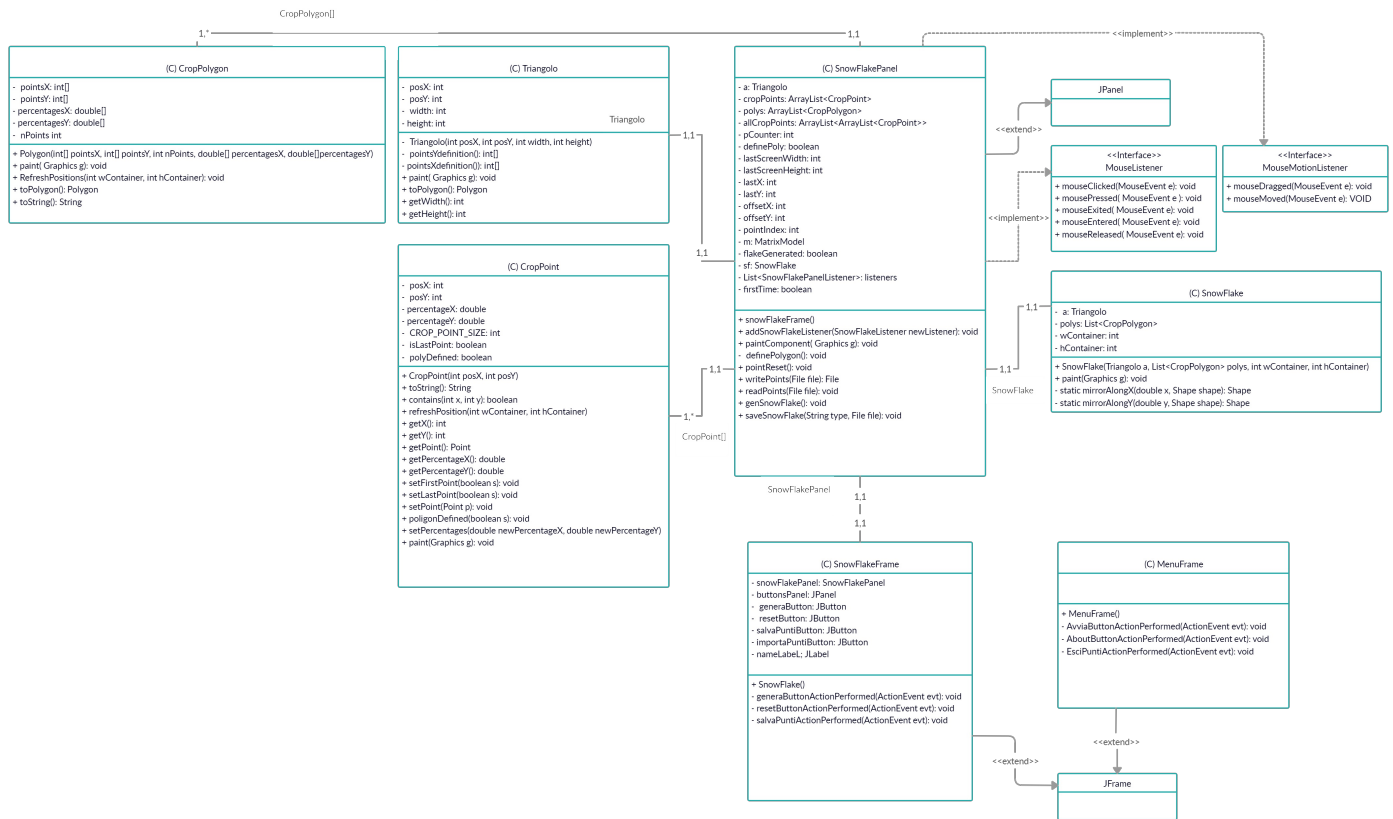 CropPolygon[]
1,*
1,1
<<implement>>
(C) CropPolygon
- pointsX: int[]
- pointsY: int[]
- percentagesX: double[]
- percentagesY: double[]
- nPoints int
+ Polygon(int[] pointsX, int[] pointsY, int nPoints, double[] percentagesX, double[]percentagesY)
+ paint( Graphics g): void
+ RefreshPositions(int wContainer, int hContainer): void
+ toPolygon(): Polygon
+ toString(): String
(C) Triangolo
- posX: int
- posY: int
- width: int
- height: int
Triangolo
- Triangolo(int posX, int posY, int width, int height)
- pointsYdefinition(): int[]
- pointsXdefinition()): int[]
+ paint( Graphics g): void
+ toPolygon(): Polygon
+ getWidth(): int
+ getHeight(): int
1,1
1,1
(C) CropPoint
- posX: int
- posY: int
- percentageX: double
- percentageY: double
- CROP_POINT_SIZE: int
- isLastPoint: boolean
- polyDefined: boolean
+ CropPoint(int posX, int posY)
+ toString(): String
+ contains(int x, int y): boolean
+ refreshPosition(int wContainer, int hContainer)
+ getX(): int
+ getY(): int
+ getPoint(): Point
+ getPercentageX(): double
+ getPercentageY(): double
+ setFirstPoint(boolean s): void
+ setLastPoint(boolean s): void
+ setPoint(Point p): void
+ poligonDefined(boolean s): void
+ setPercentages(double newPercentageX, double newPercentageY)
+ paint(Graphics g): void
1,1
1,*
CropPoint[]
(C) SnowFlakePanel
- a: Triangolo
- cropPoints: ArrayList<CropPoint>
- polys: ArrayList<CropPolygon>
- allCropPoints: ArrayList<ArrayList<CropPoint>>
- pCounter: int
- definePoly: boolean
- lastScreenWidth: int
- lastScreenHeight: int
- lastX: int
- lastY: int
- offsetX: int
- offsetY: int
- pointIndex: int
- m: MatrixModel
- flakeGenerated: boolean
- sf: SnowFlake
- List<SnowFlakePanelListener>: listeners
- firstTime: boolean
+ snowFlakeFrame()
+ addSnowFlakeListener(SnowFlakeListener newListener): void
+ paintComponent( Graphics g): void
- definePolygon(): void
+ pointReset(): void
+ writePoints(File file): File
+ readPoints(File file): void
+ genSnowFlake(): void
+ saveSnowFlake(String type, File file): void
<<extend>>
JPanel
<<implement>>
<<Interface>>
MouseListener
+ mouseClicked(MouseEvent e): void
+ mousePressed( MouseEvent e ): void
+ mouseExited( MouseEvent e): void
+ mouseEntered( MouseEvent e): void
+ mouseReleased( MouseEvent e): void
<<Interface>>
MouseMotionListener
+ mouseDragged(MouseEvent e): void
+ mouseMoved(MouseEvent e): VOID
1,1
1,1
SnowFlake
(C) SnowFlake
- a: Triangolo
- polys: List<CropPolygon>
- wContainer: int
- hContainer: int
+ SnowFlake(Triangolo a, List<CropPolygon> polys, int wContainer, int hContainer)
+ paint(Graphics g): void
- static mirrorAlongX(double x, Shape shape): Shape
- static mirrorAlongY(double y, Shape shape): Shape
SnowFlakePanel
1,1
1,1
(C) SnowFlakeFrame
- snowFlakePanel: SnowFlakePanel
- buttonsPanel: JPanel
- generaButton: JButton
- resetButton: JButton
- salvaPuntiButton: JButton
- importaPuntiButton: JButton
- nameLabeL; JLabel
+ SnowFlake()
- generaButtonActionPerformed(ActionEvent evt): void
- resetButtonActionPerformed(ActionEvent evt): void
- salvaPuntiActionPerformed(ActionEvent evt): void
<<extend>>
(C) MenuFrame
+ MenuFrame()
- AvviaButtonActionPerformed(ActionEvent evt): void
- AboutButtonActionPerformed(ActionEvent evt): void
- EsciPuntiActionPerformed(ActionEvent evt): void
<<extend>>
JFrame